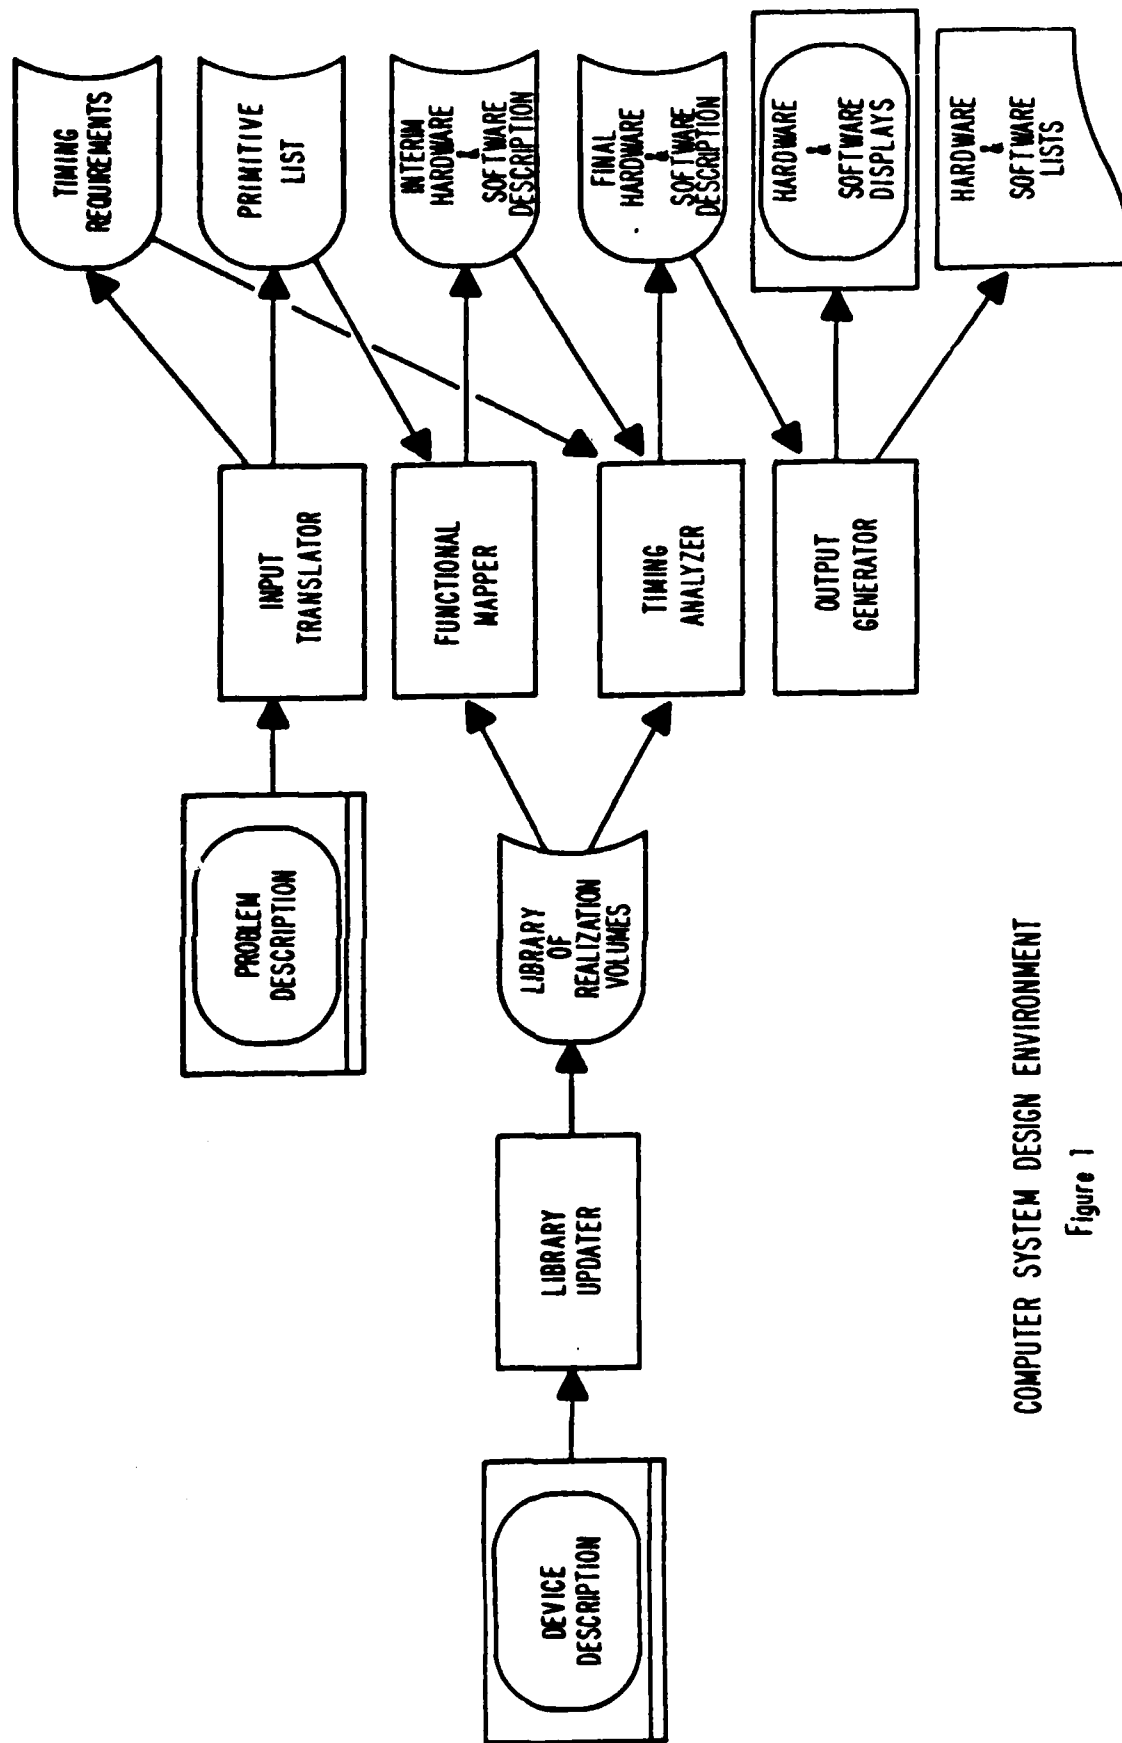 TIMING
REQUIREMENTS
PRIMITIVE
LIST
INTERIM
HARDWARE
&
SOFTWARE
DESCRIPTION
FINAL
HARDWARE
&
SOFTWARE
DESCRIPTION
HARDWARE
&
SOFTWARE
DISPLAYS
HARDWARE
&
SOFTWARE
LISTS
INPUT
TRANSLATOR
FUNCTIONAL
MAPPER
TIMING
ANALYZER
OUTPUT
GENERATOR
PROBLEM
DESCRIPTION
LIBRARY
OF
REALIZATION
VOLUMES
LIBRARY
UPDATER
DEVICE
DESCRIPTION
COMPUTER SYSTEM DESIGN ENVIRONMENT
Figure 1